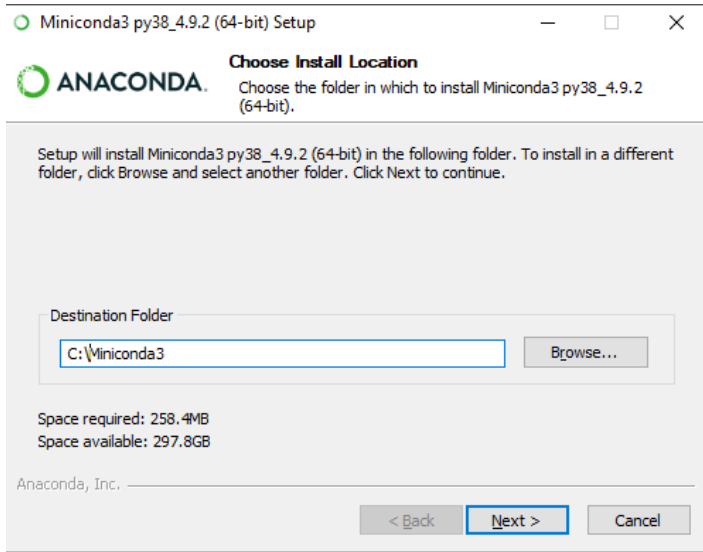 Miniconda3 py38_4.9.2 (64-bit) Setup
ANACONDA.
Choose Install Location
Choose the folder in which to install Miniconda3 py38_4.9.2
(64-bit).
Setup will install Miniconda3 py38_4.9.2 (64-bit) in the following folder. To install in a different
folder, click Browse and select another folder. Click Next to continue.
Destination Folder
C:\Miniconda3
Browse...
Space required: 258.4MB
Space available: 297.8GB
Anaconda, Inc.
< Back
Next >
Cancel